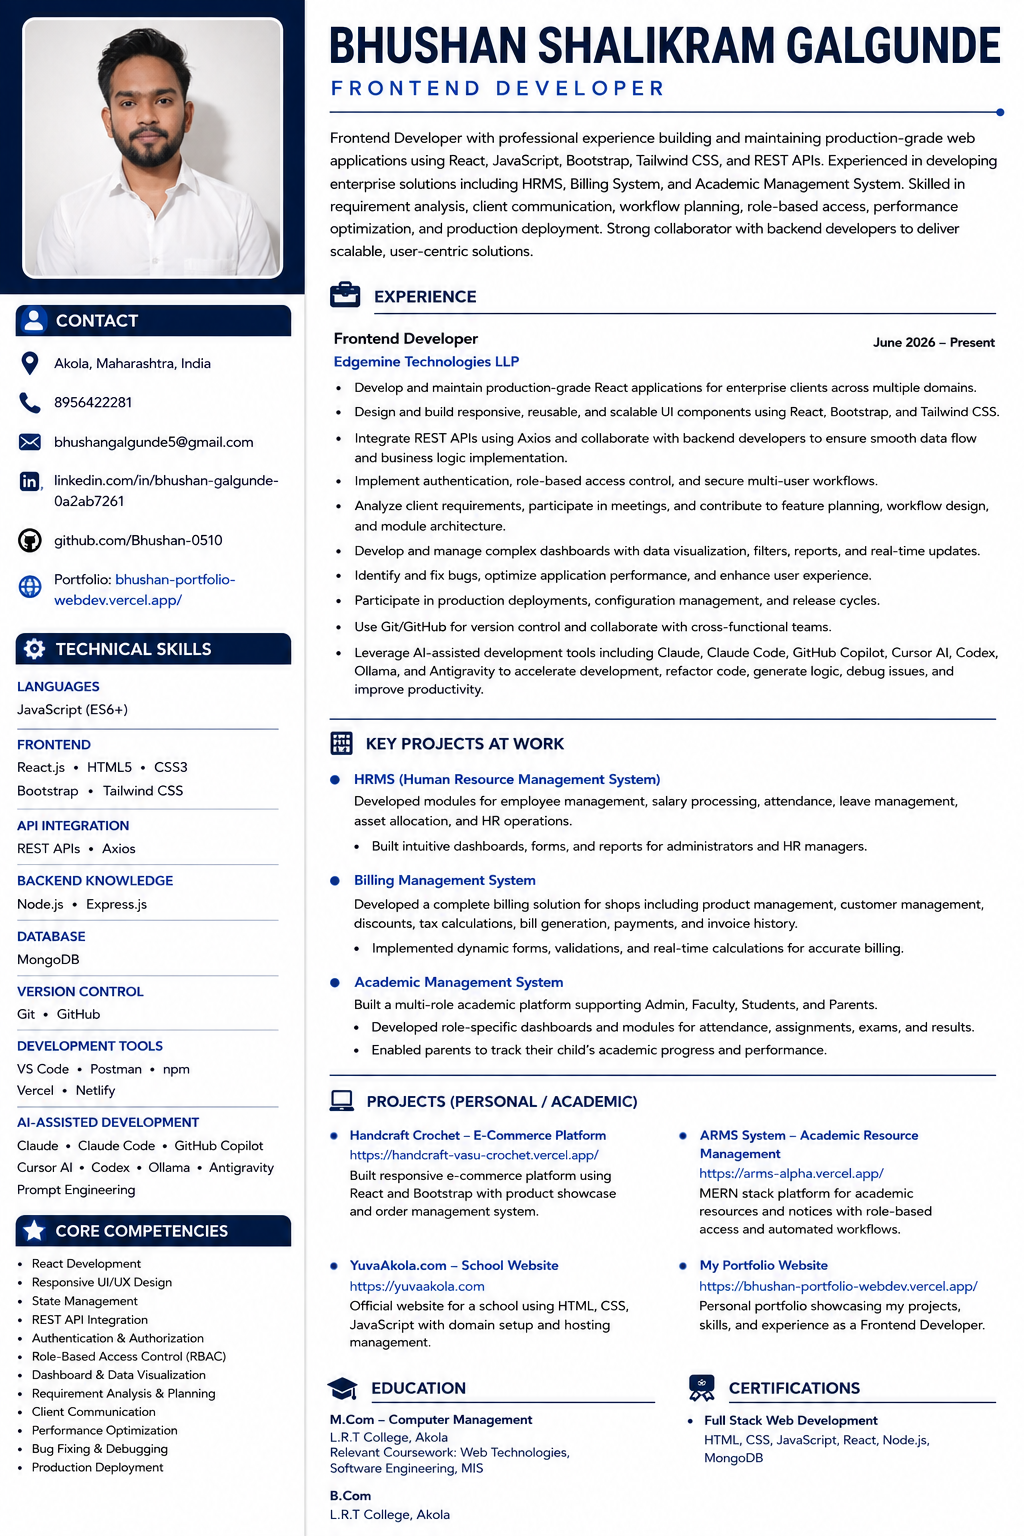 BHUSHAN SHALIKRAM GALGUNDE
FRONTEND DEVELOPER
Frontend Developer with professional experience building and maintaining production-grade web
applications using React, JavaScript, Bootstrap, Tailwind CSS, and REST APIs. Experienced in developing
enterprise solutions including HRMS, Billing System, and Academic Management System. Skilled in
requirement analysis, client communication, workflow planning, role-based access, performance
optimization, and production deployment. Strong collaborator with backend developers to deliver
scalable, user-centric solutions.
CONTACT
Akola, Maharashtra, India
8956422281
bhushangalgunde5@gmail.com
in
linkedin.com/in/bhushan-galgunde-
0a2ab7261
github.com/Bhushan-0510
Portfolio: bhushan-portfolio-
webdev.vercel.app/
TECHNICAL SKILLS
LANGUAGES
JavaScript (ES6+)
FRONTEND
React.js • HTML5 • CSS3
Bootstrap • Tailwind CSS
API INTEGRATION
REST APIs • Axios
BACKEND KNOWLEDGE
Node.js • Express.js
DATABASE
MongoDB
VERSION CONTROL
Git • GitHub
DEVELOPMENT TOOLS
VS Code • Postman • npm
Vercel • Netlify
AI-ASSISTED DEVELOPMENT
Claude • Claude Code • GitHub Copilot
Cursor AI • Codex • Ollama • Antigravity
Prompt Engineering
CORE COMPETENCIES
• React Development
• Responsive UI/UX Design
• State Management
• REST API Integration
• Authentication & Authorization
• Role-Based Access Control (RBAC)
• Dashboard & Data Visualization
• Requirement Analysis & Planning
• Client Communication
• Performance Optimization
• Bug Fixing & Debugging
• Production Deployment
EXPERIENCE
Frontend Developer
June 2026 – Present
Edgemine Technologies LLP
• Develop and maintain production-grade React applications for enterprise clients across multiple domains.
• Design and build responsive, reusable, and scalable UI components using React, Bootstrap, and Tailwind CSS.
• Integrate REST APIs using Axios and collaborate with backend developers to ensure smooth data flow
and business logic implementation.
• Implement authentication, role-based access control, and secure multi-user workflows.
• Analyze client requirements, participate in meetings, and contribute to feature planning, workflow design,
and module architecture.
• Develop and manage complex dashboards with data visualization, filters, reports, and real-time updates.
• Identify and fix bugs, optimize application performance, and enhance user experience.
• Participate in production deployments, configuration management, and release cycles.
• Use Git/GitHub for version control and collaborate with cross-functional teams.
• Leverage AI-assisted development tools including Claude, Claude Code, GitHub Copilot, Cursor AI, Codex,
Ollama, and Antigravity to accelerate development, refactor code, generate logic, debug issues, and
improve productivity.
KEY PROJECTS AT WORK
• HRMS (Human Resource Management System)
Developed modules for employee management, salary processing, attendance, leave management,
asset allocation, and HR operations.
• Built intuitive dashboards, forms, and reports for administrators and HR managers.
• Billing Management System
Developed a complete billing solution for shops including product management, customer management,
discounts, tax calculations, bill generation, payments, and invoice history.
• Implemented dynamic forms, validations, and real-time calculations for accurate billing.
• Academic Management System
Built a multi-role academic platform supporting Admin, Faculty, Students, and Parents.
• Developed role-specific dashboards and modules for attendance, assignments, exams, and results.
• Enabled parents to track their child's academic progress and performance.
PROJECTS (PERSONAL / ACADEMIC)
• Handcraft Crochet – E-Commerce Platform
https://handcraft-vasu-crochet.vercel.app/
Built responsive e-commerce platform using
React and Bootstrap with product showcase
and order management system.
• ARMS System – Academic Resource
Management
https://arms-alpha.vercel.app/
MERN stack platform for academic
resources and notices with role-based
access and automated workflows.
• YuvaAkola.com – School Website
https://yuvaakola.com
Official website for a school using HTML, CSS,
JavaScript with domain setup and hosting
management.
• My Portfolio Website
https://bhushan-portfolio-webdev.vercel.app/
Personal portfolio showcasing my projects,
skills, and experience as a Frontend Developer.
EDUCATION
M.Com – Computer Management
L.R.T College, Akola
Relevant Coursework: Web Technologies,
Software Engineering, MIS
B.Com
L.R.T College, Akola
CERTIFICATIONS
• Full Stack Web Development
HTML, CSS, JavaScript, React, Node.js,
MongoDB